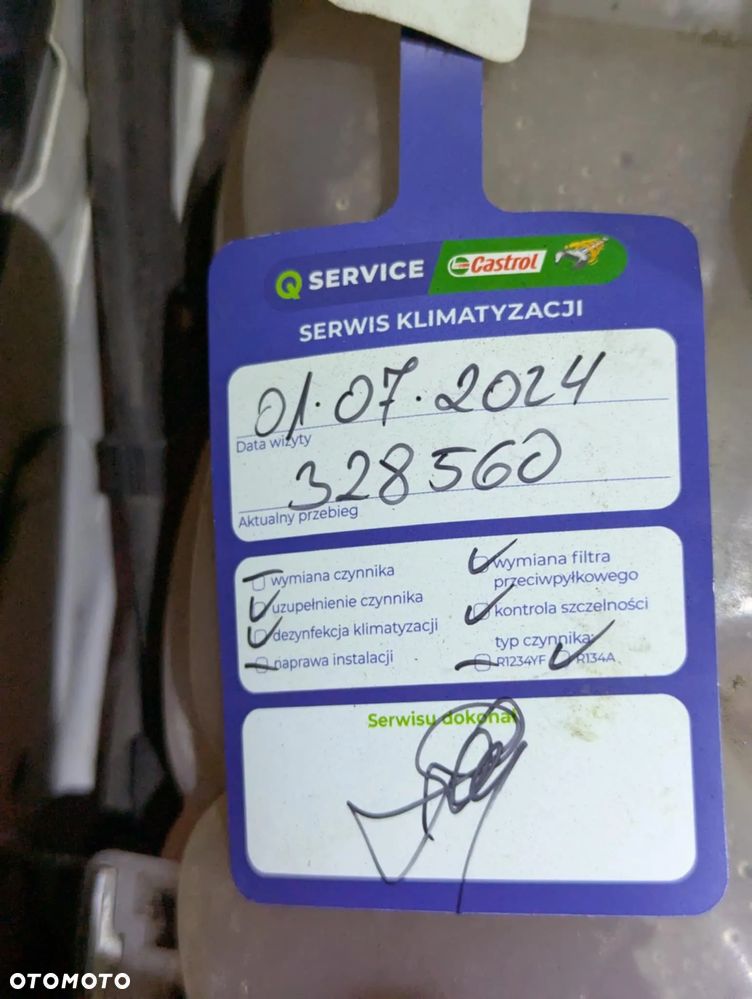 Q SERVICE Castrol
SERWIS KLIMATYZACJI
01.07.2024
Data wizyty
328560
Aktualny przebieg
wymiana czynnika
uzupełnienie czynnika
dezynfekcja klimatyzacji
naprawa instalacji
wymiana filtra
przeciwpyłkowego
kontrola szczelności
typ czynnika:
R1234YF R134A
Serwisu dokonał
OTOMOTO